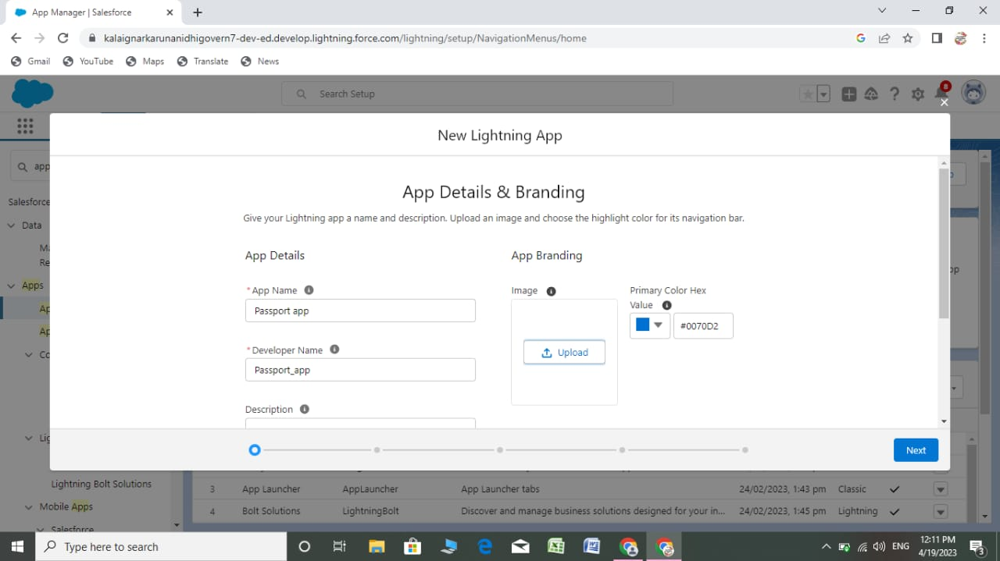 App Manager | Salesforce
kalaignarkarunanidhigovern7-dev-ed.develop.lightning.force.com/lightning/setup/NavigationMenus/home
Gmail YouTube Maps Translate News
Search Setup
8
New Lightning App
app
App Details & Branding
Salesforce
Give your Lightning app a name and description. Upload an image and choose the highlight color for its navigation bar.
Data
App Details App Branding
Apps
* App Name Image Primary Color Hex
Value
Passport app
#0070D2
* Developer Name
Upload
Passport_app
Description
Next
Lightning Bolt Solutions
3 App Launcher AppLauncher App Launcher tabs 24/02/2023, 1:43 pm Classic
Mobile Apps
4 Bolt Solutions LightningBolt Discover and manage business solutions designed for your in... 24/02/2023, 1:45 pm Lightning
Salesforce
Type here to search
ENG
12:11 PM
4/19/2023
3